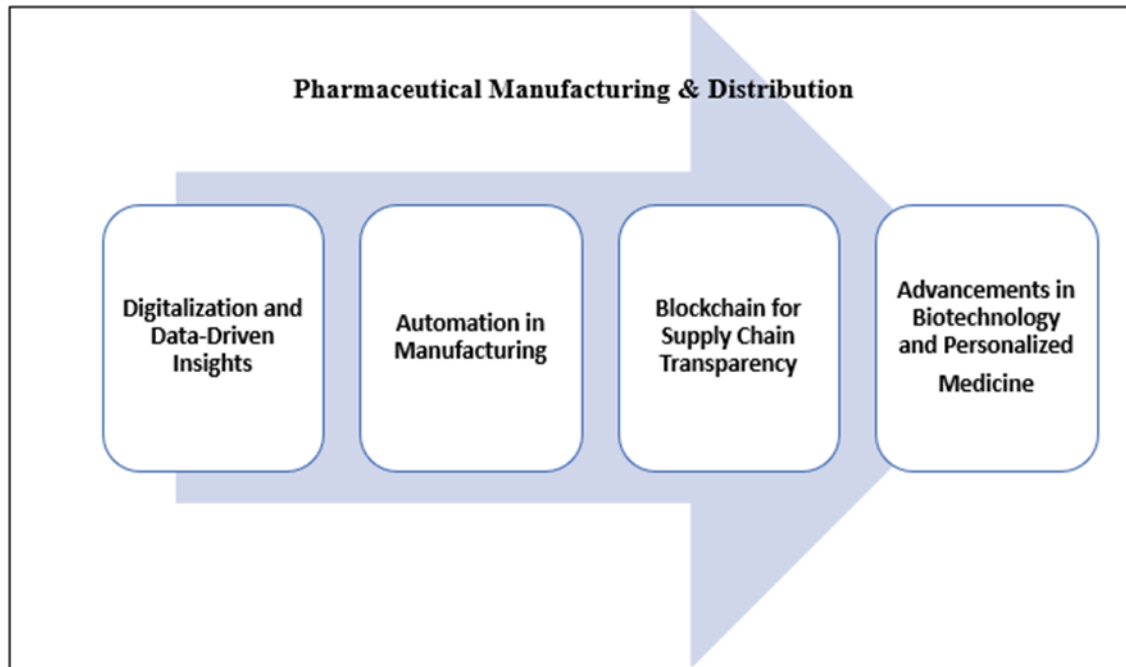 Pharmaceutical Manufacturing & Distribution
Digitalization and
Data-Driven
Insights
Automation in
Manufacturing
Blockchain for
Supply Chain
Transparency
Advancements in
Biotechnology
and Personalized
Medicine